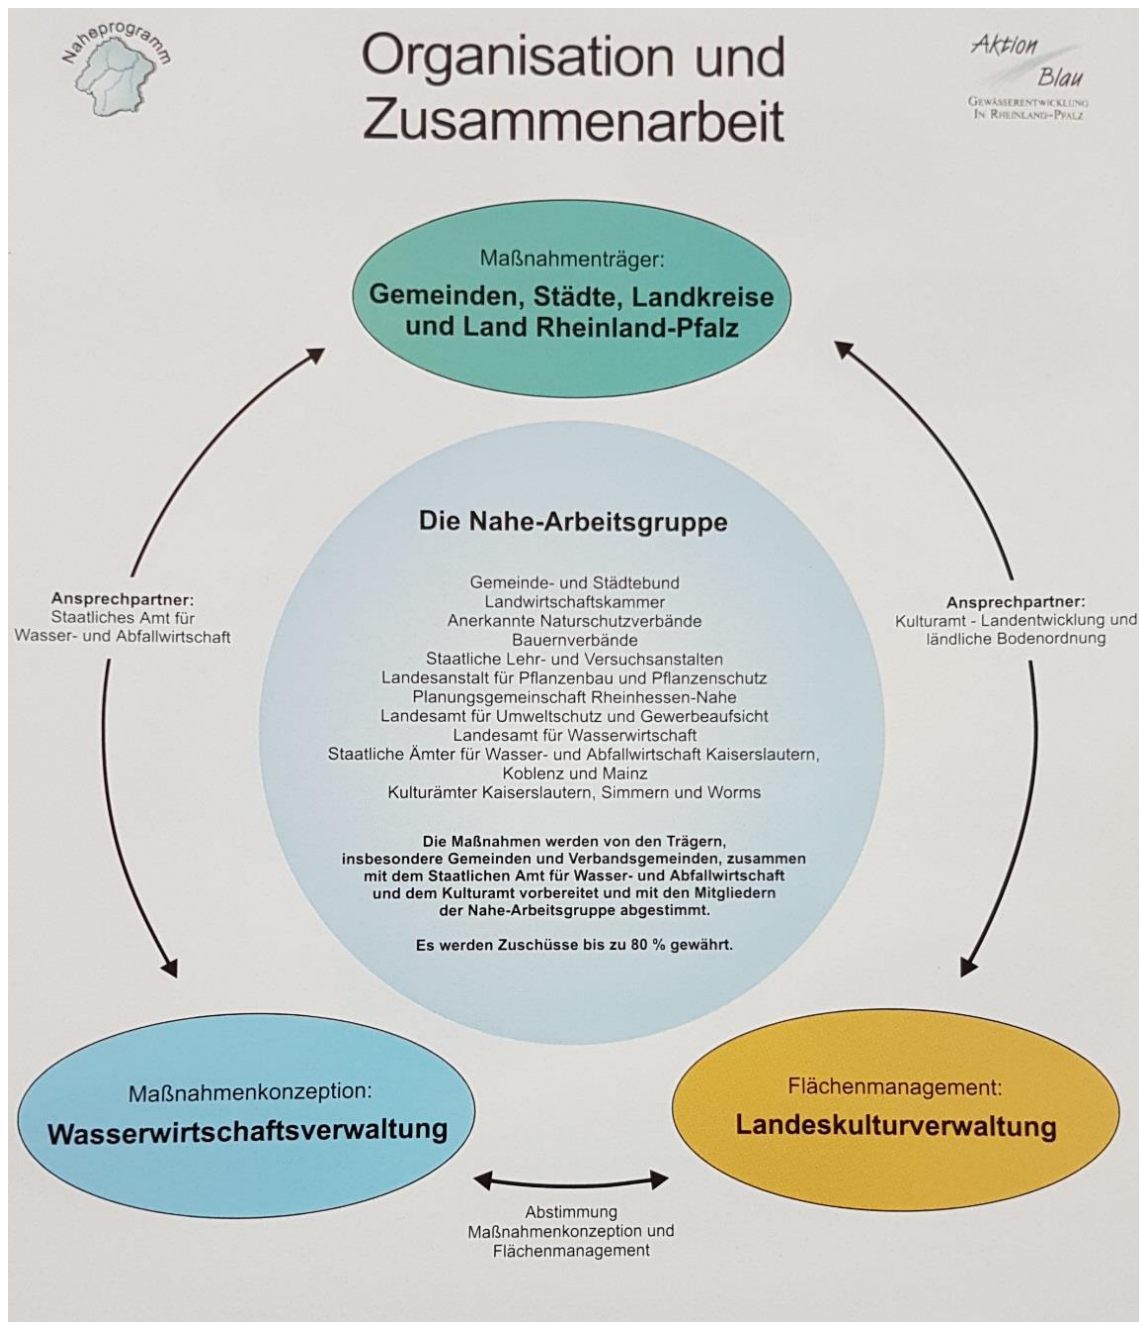 Naheprogramm
Organisation und
Zusammenarbeit
Aktion
Blau
GEWÄSSERENTWICKLUNG
IN RHEINLAND-PFALZ
Maßnahmenträger:
Gemeinden, Städte, Landkreise
und Land Rheinland-Pfalz
Die Nahe-Arbeitsgruppe
Gemeinde- und Städtebund
Landwirtschaftskammer
Anerkannte Naturschutzverbände
Bauernverbände
Staatliche Lehr- und Versuchsanstalten
Landesanstalt für Pflanzenbau und Pflanzenschutz
Planungsgemeinschaft Rheinhessen-Nahe
Landesamt für Umweltschutz und Gewerbeaufsicht
Landesamt für Wasserwirtschaft
Staatliche Ämter für Wasser- und Abfallwirtschaft Kaiserslautern,
Koblenz und Mainz
Kulturämter Kaiserslautern, Simmern und Worms
Die Maßnahmen werden von den Trägern,
insbesondere Gemeinden und Verbandsgemeinden, zusammen
mit dem Staatlichen Amt für Wasser- und Abfallwirtschaft
und dem Kulturamt vorbereitet und mit den Mitgliedern
der Nahe-Arbeitsgruppe abgestimmt.
Es werden Zuschüsse bis zu 80 % gewährt.
Ansprechpartner:
Staatliches Amt für
Wasser- und Abfallwirtschaft
Ansprechpartner:
Kulturamt - Landentwicklung und
ländliche Bodenordnung
Maßnahmenkonzeption:
Wasserwirtschaftsverwaltung
Flächenmanagement:
Landeskulturverwaltung
Abstimmung
Maßnahmenkonzeption und
Flächenmanagement